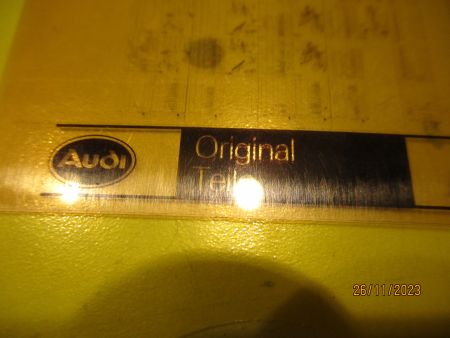 Audi
Original
Teile
26/11/2023